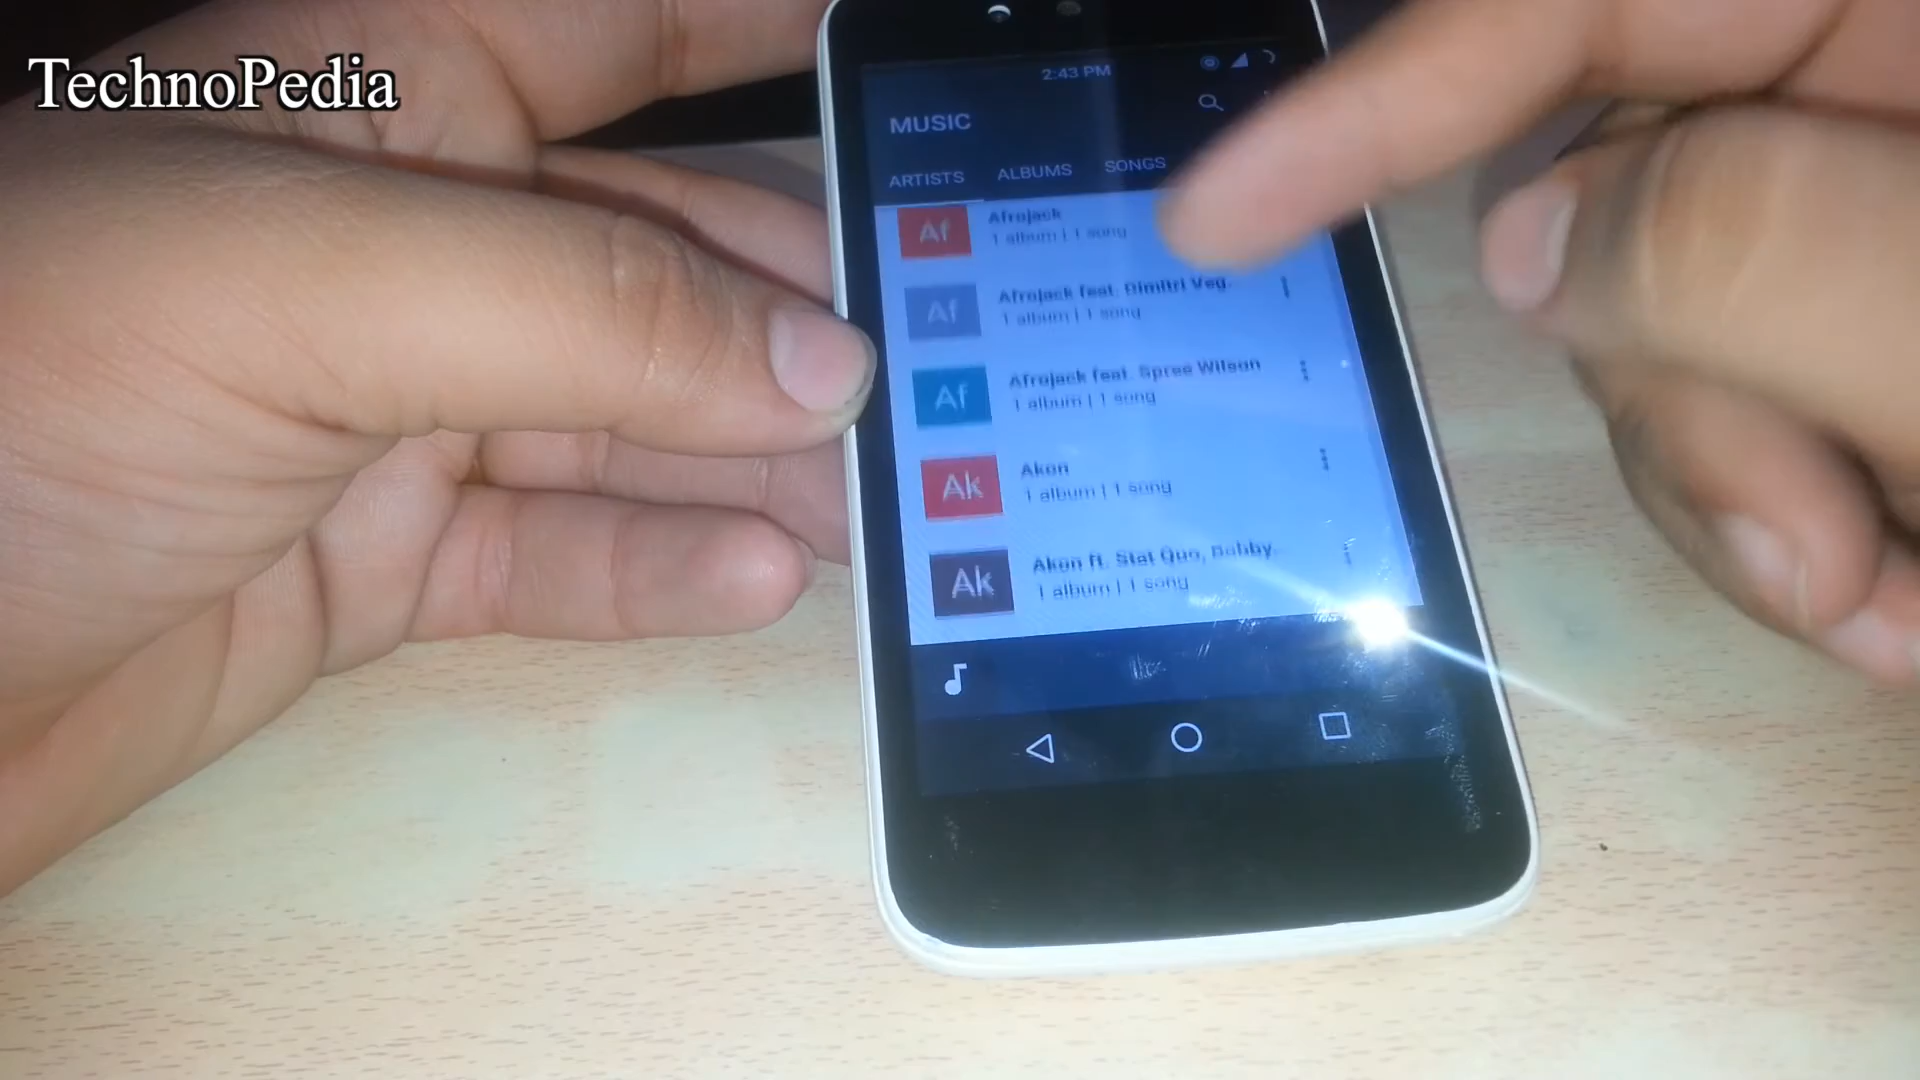 TechnoPedia
2:43 PM
MUSIC
ARTISTS ALBUMS SONGS
Af
Afrojack
1 album | 1 song
Af
Afrojack feat. Dimitri Veg..
1 album | 1 song
Af
Afrojack feat. Spree Wilson
1 album | 1 song
Ak
Akon
1 album | 1 song
Ak
Akon ft. Stat Quo, Bobby...
1 album | 1 song